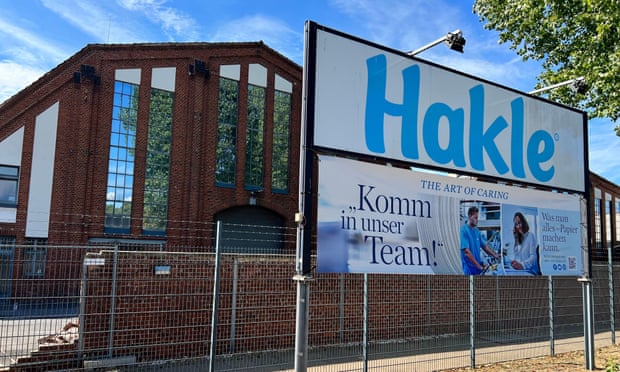 Hakle
THE ART OF CARING
„Komm
in unser
Team!“
Was man
alles aus Papier
machen
kann.